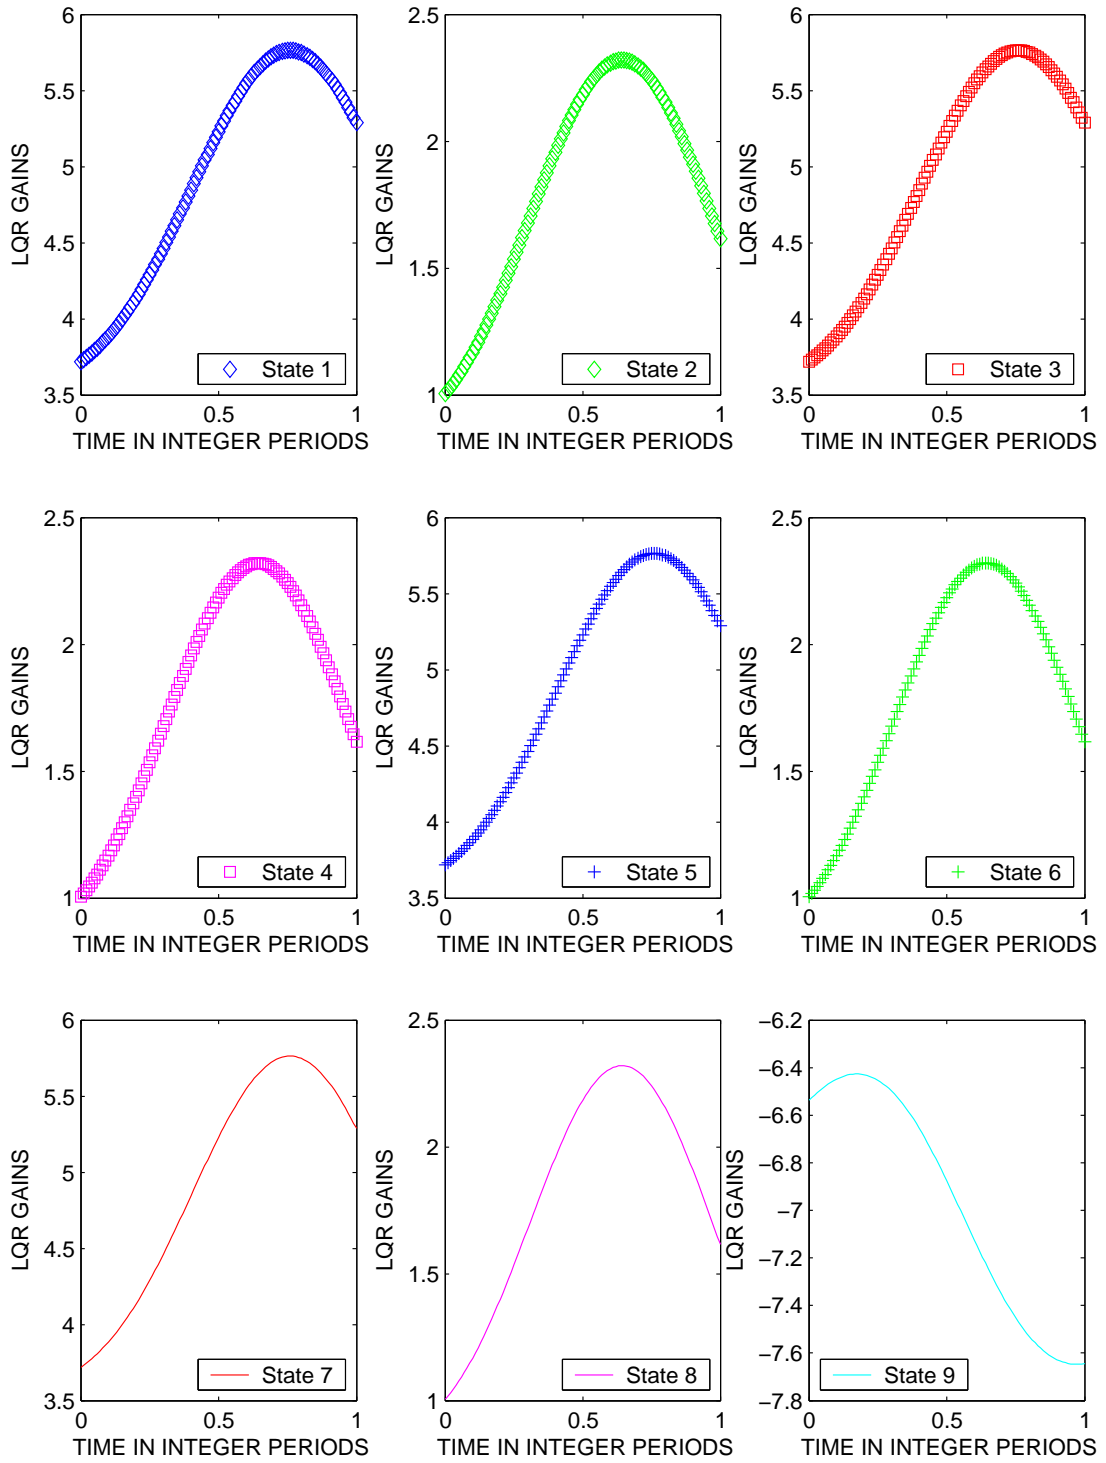 6
5.5
5
4.5
4
3.5
LQR GAINS
0 0.5 1
TIME IN INTEGER PERIODS
State 1
2.5
2
1.5
1
LQR GAINS
0 0.5 1
TIME IN INTEGER PERIODS
State 2
6
5.5
5
4.5
4
3.5
LQR GAINS
0 0.5 1
TIME IN INTEGER PERIODS
State 3
2.5
2
1.5
1
LQR GAINS
0 0.5 1
TIME IN INTEGER PERIODS
State 4
6
5.5
5
4.5
4
3.5
LQR GAINS
0 0.5 1
TIME IN INTEGER PERIODS
State 5
2.5
2
1.5
1
LQR GAINS
0 0.5 1
TIME IN INTEGER PERIODS
State 6
6
5.5
5
4.5
4
3.5
LQR GAINS
0 0.5 1
TIME IN INTEGER PERIODS
State 7
2.5
2
1.5
1
LQR GAINS
0 0.5 1
TIME IN INTEGER PERIODS
State 8
−6.2
−6.4
−6.6
−6.8
−7
−7.2
−7.4
−7.6
−7.8
LQR GAINS
0 0.5 1
TIME IN INTEGER PERIODS
State 9